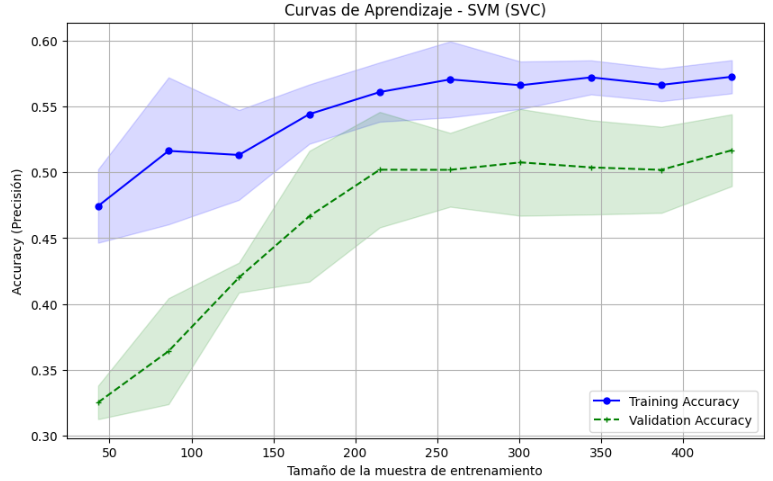 Curvas de Aprendizaje - SVM (SVC)
0.60
0.55
0.50
0.45
0.40
0.35
0.30
Accuracy (Precisión)
50 100 150 200 250 300 350 400
Tamaño de la muestra de entrenamiento
Training Accuracy
Validation Accuracy